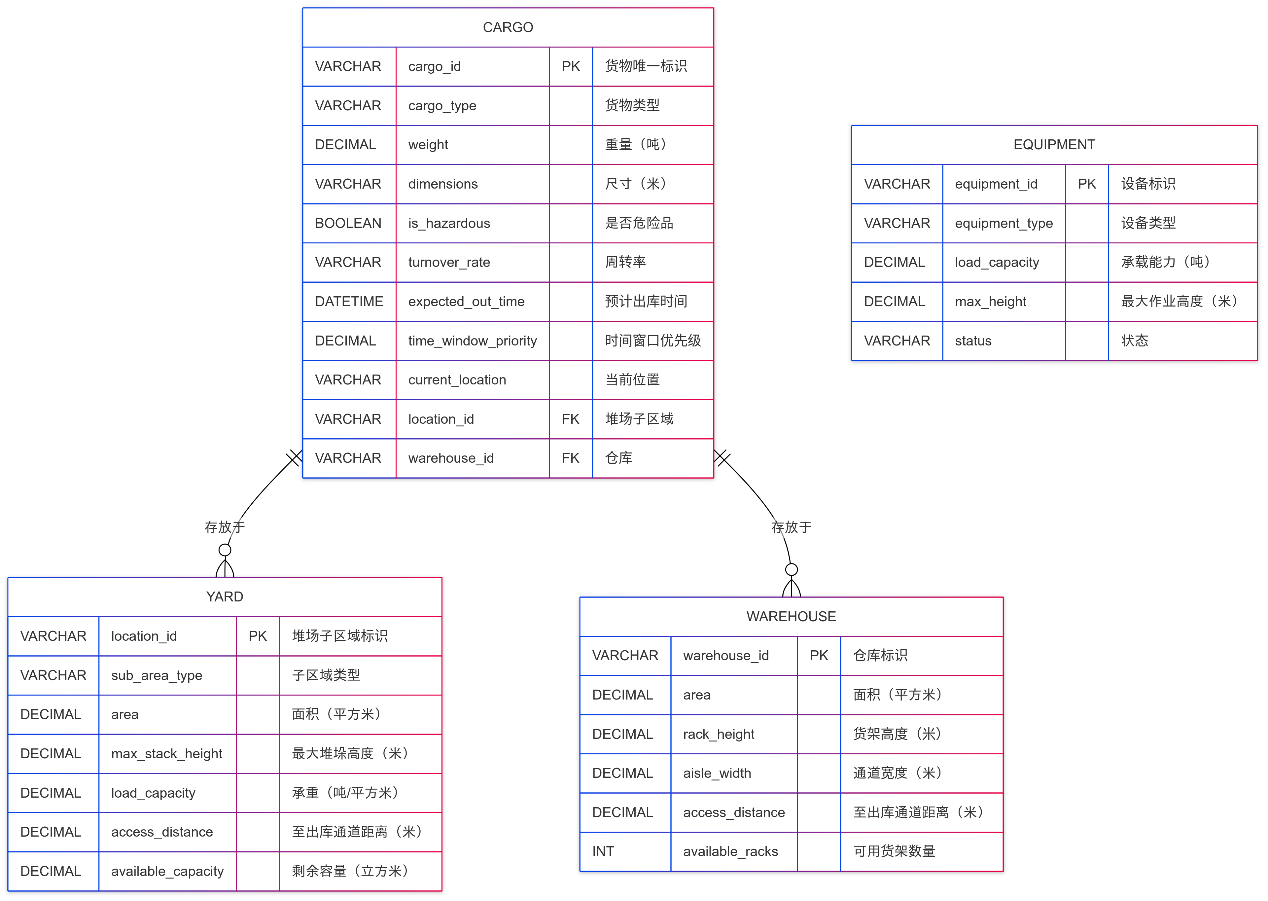 CARGO
VARCHAR cargo_id PK 货物唯一标识
VARCHAR cargo_type 货物类型
DECIMAL weight 重量（吨）
VARCHAR dimensions 尺寸（米）
BOOLEAN is_hazardous 是否危险品
VARCHAR turnover_rate 周转率
DATETIME expected_out_time 预计出库时间
DECIMAL time_window_priority 时间窗口优先级
VARCHAR current_location 当前位置
VARCHAR location_id FK 堆场子区域
VARCHAR warehouse_id FK 仓库
EQUIPMENT
VARCHAR equipment_id PK 设备标识
VARCHAR equipment_type 设备类型
DECIMAL load_capacity 承载能力（吨）
DECIMAL max_height 最大作业高度（米）
VARCHAR status 状态
存放于
存放于
YARD
VARCHAR location_id PK 堆场子区域标识
VARCHAR sub_area_type 子区域类型
DECIMAL area 面积（平方米）
DECIMAL max_stack_height 最大堆垛高度（米）
DECIMAL load_capacity 承重（吨/平方米）
DECIMAL access_distance 至出库通道距离（米）
DECIMAL available_capacity 剩余容量（立方米）
WAREHOUSE
VARCHAR warehouse_id PK 仓库标识
DECIMAL area 面积（平方米）
DECIMAL rack_height 货架高度（米）
DECIMAL aisle_width 通道宽度（米）
DECIMAL access_distance 至出库通道距离（米）
INT available_racks 可用货架数量